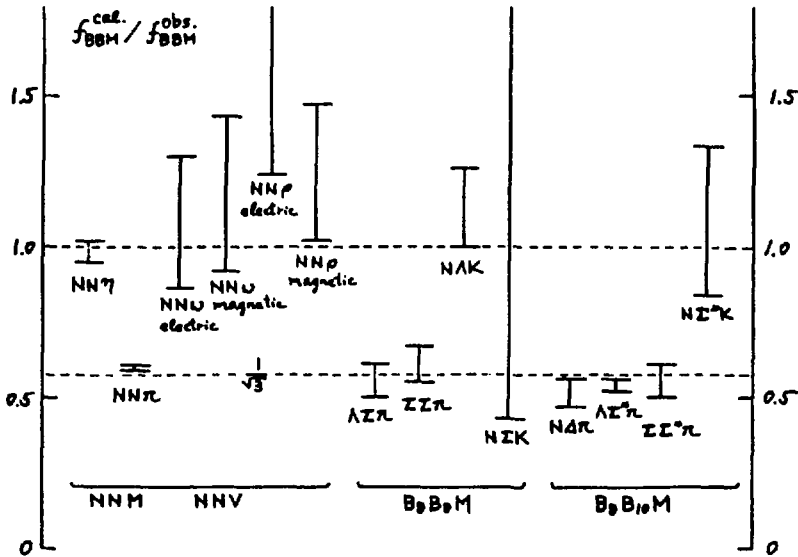 f_BBM^cal. / f_BBM^obs.
1.5
1.5
NNρ
electric
1.0
1.0
NNη
NNω
electric
NNω
magnetic
NNρ
magnetic
NΛK
NΣ*K
1/√3
0.5
0.5
NNπ
ΛΣπ
ΣΣπ
NΣK
NΔπ
ΛΣ*π
ΣΣ*π
NNM
NNV
B₈B₈M
B₈B₁₀M
0
0